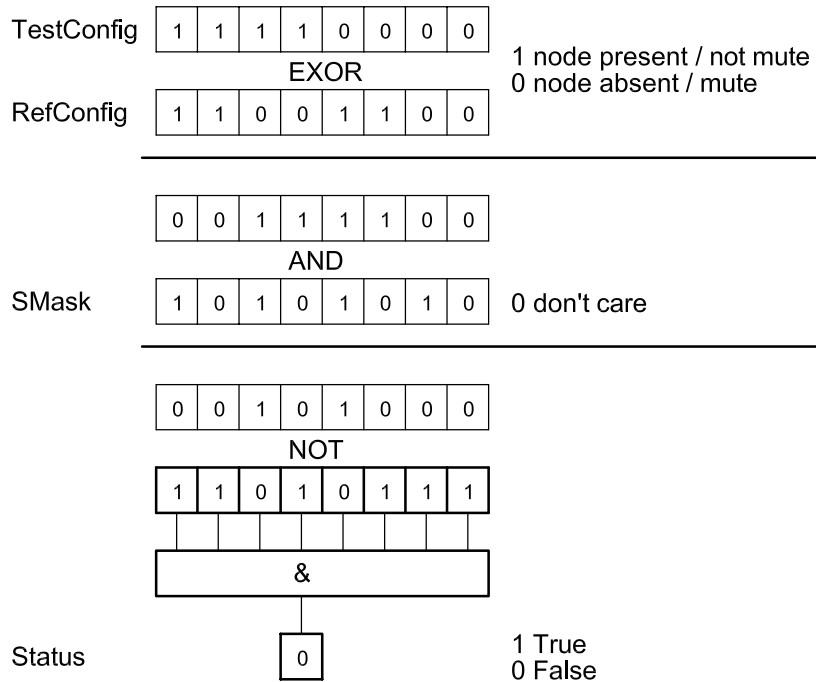 TestConfig 1 1 1 1 0 0 0 0
EXOR
1 node present / not mute
0 node absent / mute
RefConfig 1 1 0 0 1 1 0 0
0 0 1 1 1 1 0 0
AND
SMask 1 0 1 0 1 0 1 0 0 don't care
0 0 1 0 1 0 0 0
NOT
1 1 0 1 0 1 1 1
&
Status 0
1 True
0 False